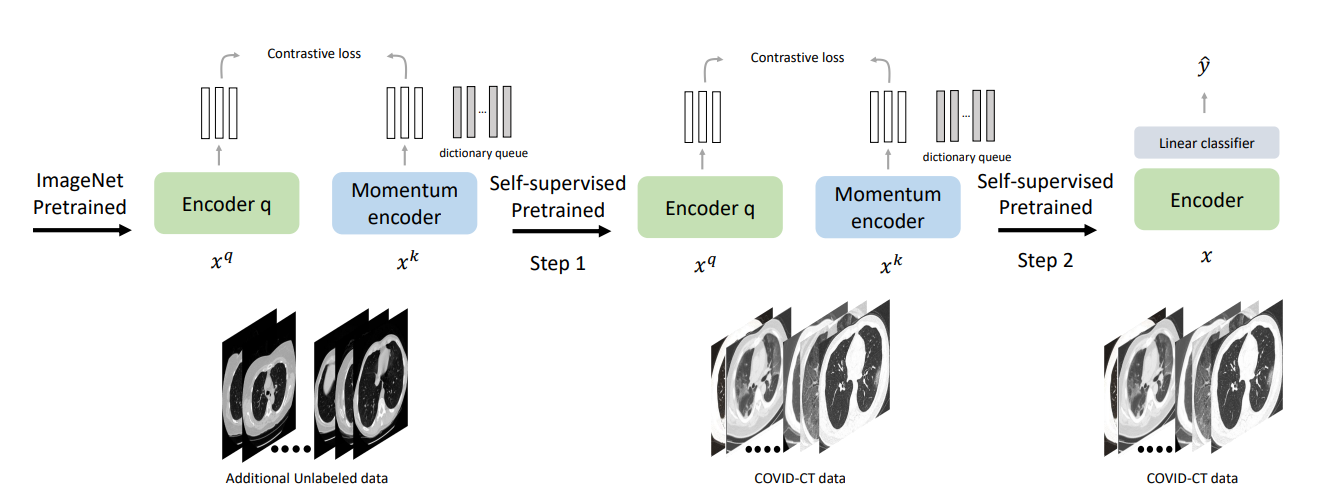 Contrastive loss
...
dictionary queue
ImageNet
Pretrained
Encoder q
Momentum
encoder
x^q
x^k
Self-supervised
Pretrained
Step 1
Additional Unlabeled data
Contrastive loss
...
dictionary queue
Encoder q
Momentum
encoder
x^q
x^k
Self-supervised
Pretrained
Step 2
COVID-CT data
ŷ
Linear classifier
Encoder
x
COVID-CT data